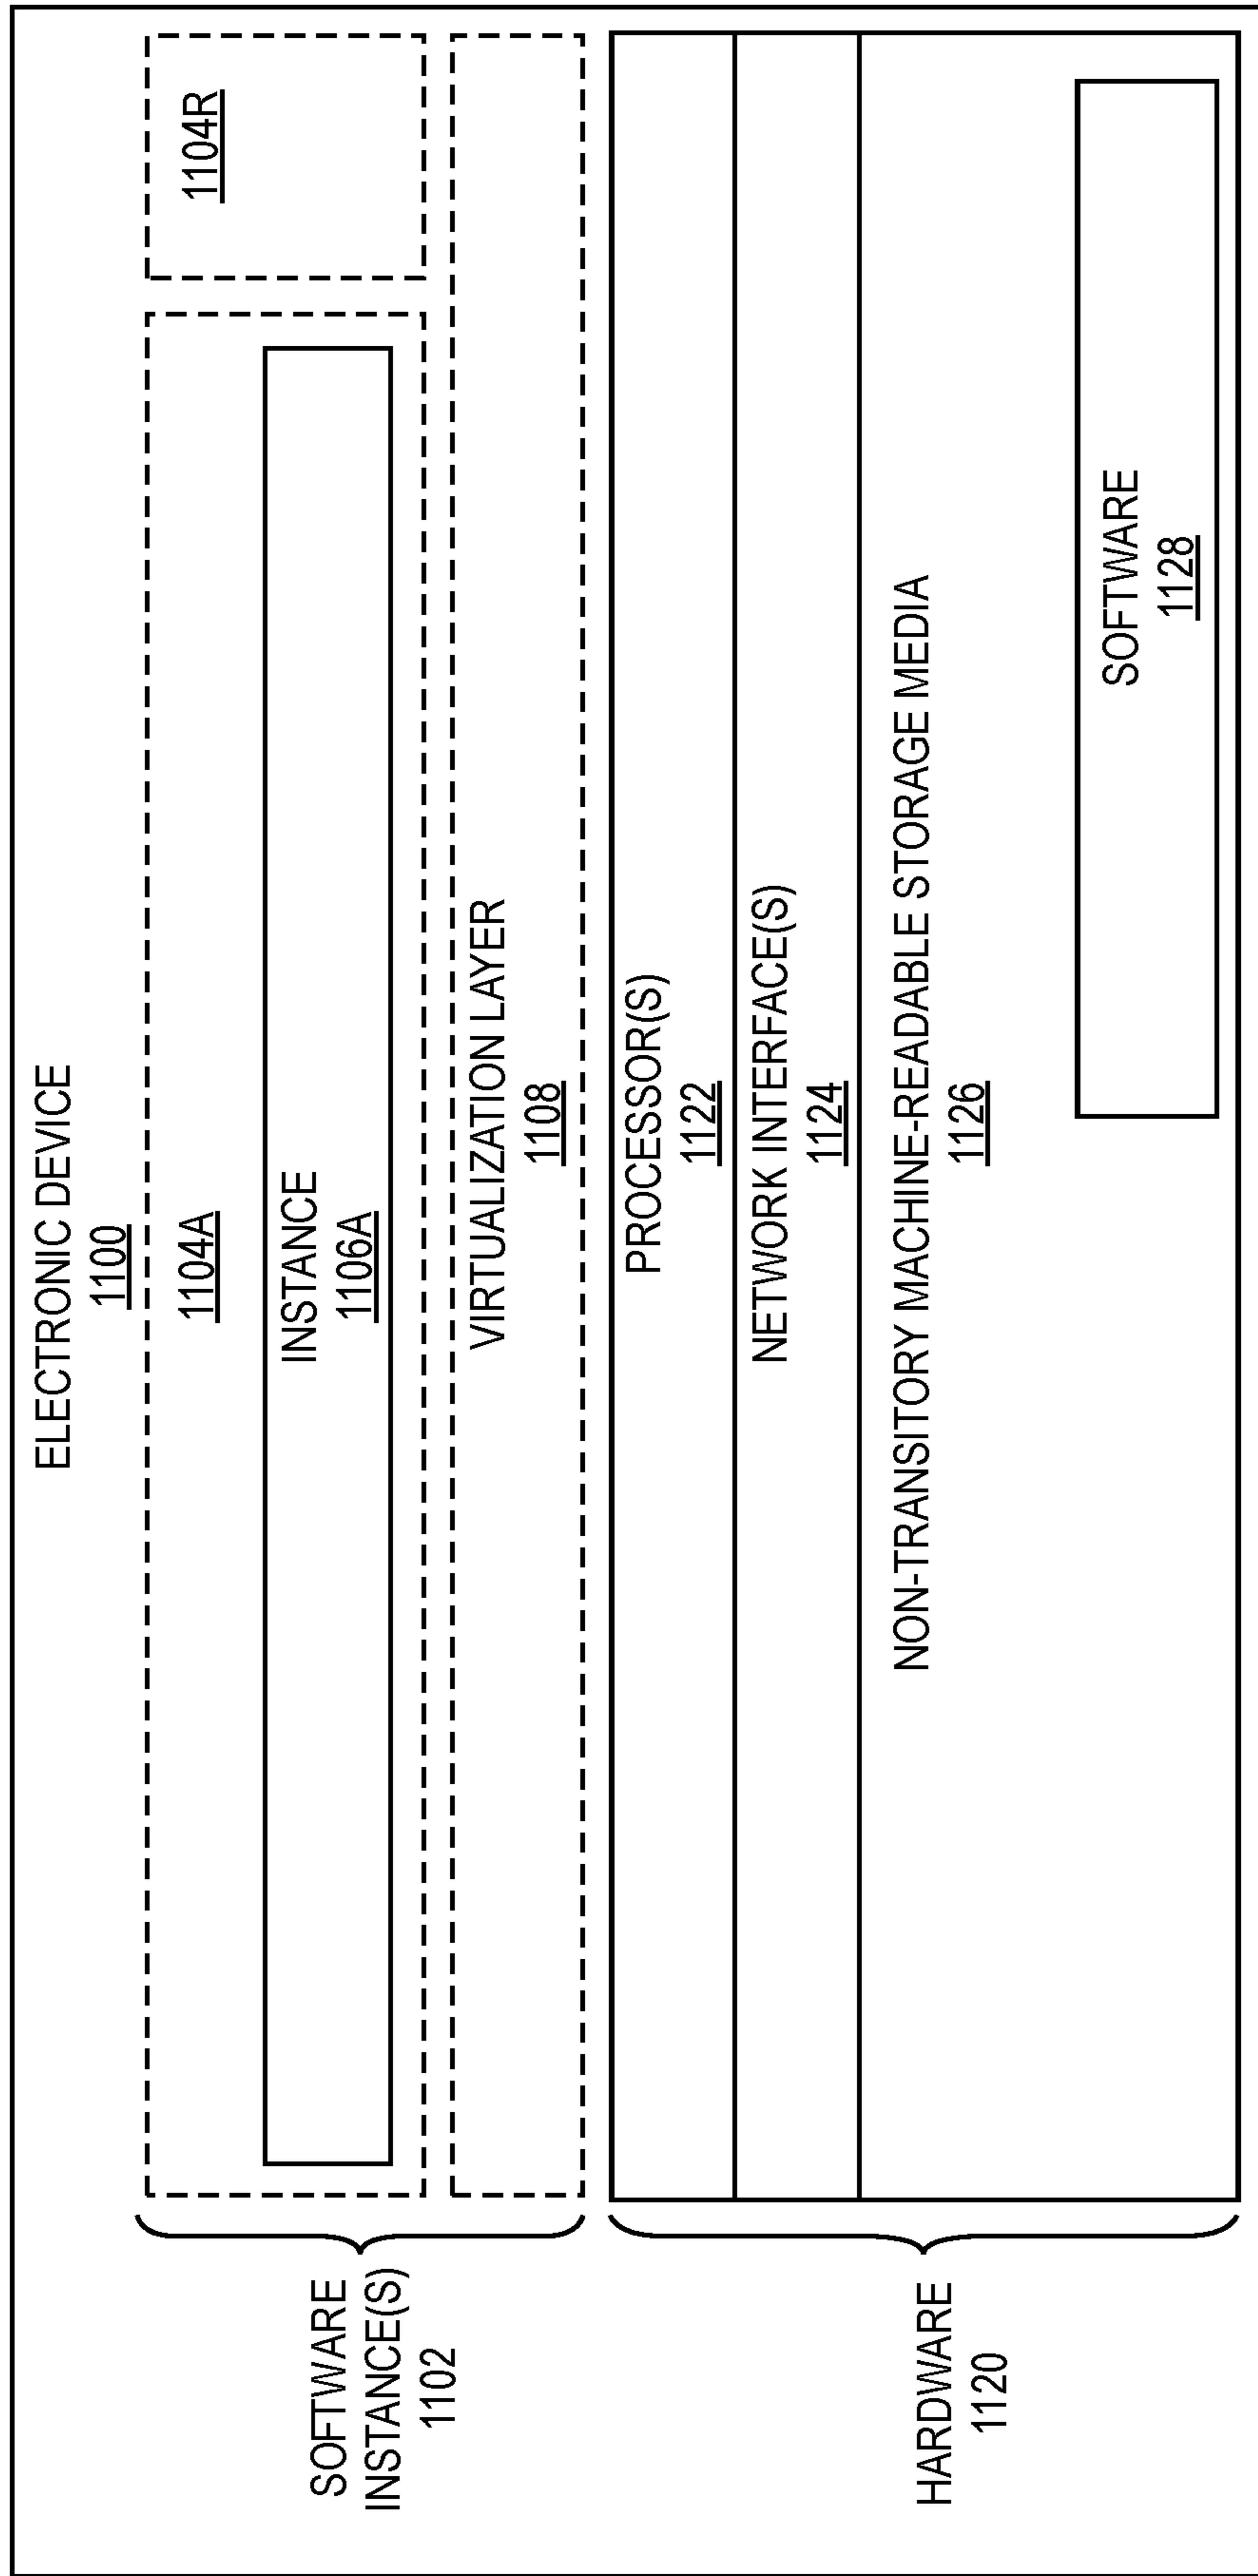 ELECTRONIC DEVICE
1100
SOFTWARE
INSTANCE(S)
1102
1104A
1104R
INSTANCE
1106A
VIRTUALIZATION LAYER
1108
HARDWARE
1120
PROCESSOR(S)
1122
NETWORK INTERFACE(S)
1124
NON-TRANSITORY MACHINE-READABLE STORAGE MEDIA
1126
SOFTWARE
1128